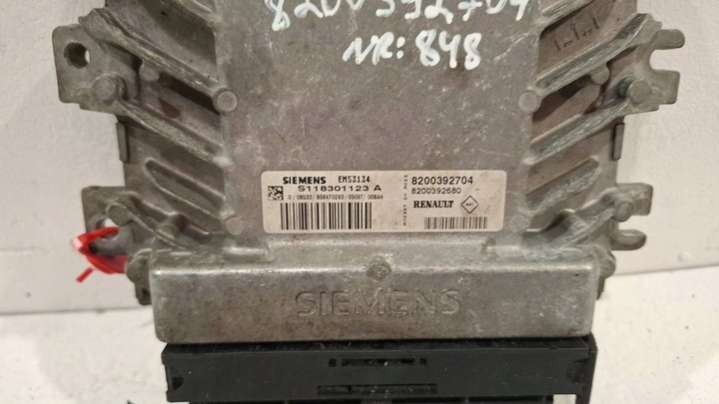 8200392704
NR: 848
SIEMENS EMS3134
S118301123 A
8200392704
8200392680
RENAULT
SIEMENS